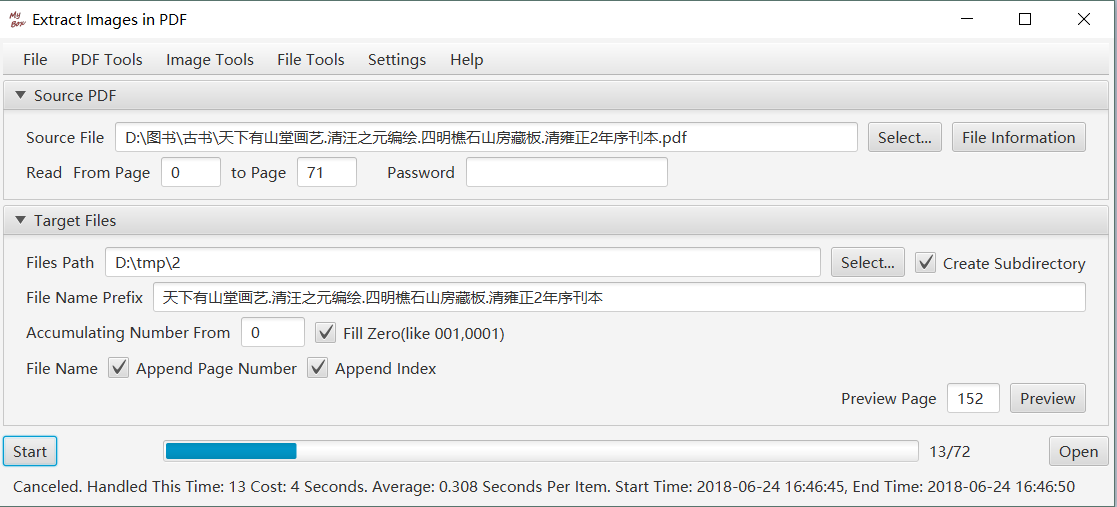 My Box Extract Images in PDF
File PDF Tools Image Tools File Tools Settings Help
Source PDF
Source File D:\图书\古书\天下有山堂画艺.清汪之元编绘.四明樵石山房藏板.清雍正2年序刊本.pdf Select... File Information
Read From Page 0 to Page 71 Password
Target Files
Files Path D:\tmp\2 Select... Create Subdirectory
File Name Prefix 天下有山堂画艺.清汪之元编绘.四明樵石山房藏板.清雍正2年序刊本
Accumulating Number From 0 Fill Zero(like 001,0001)
File Name Append Page Number Append Index
Preview Page 152 Preview
Start 13/72 Open
Canceled. Handled This Time: 13 Cost: 4 Seconds. Average: 0.308 Seconds Per Item. Start Time: 2018-06-24 16:46:45, End Time: 2018-06-24 16:46:50